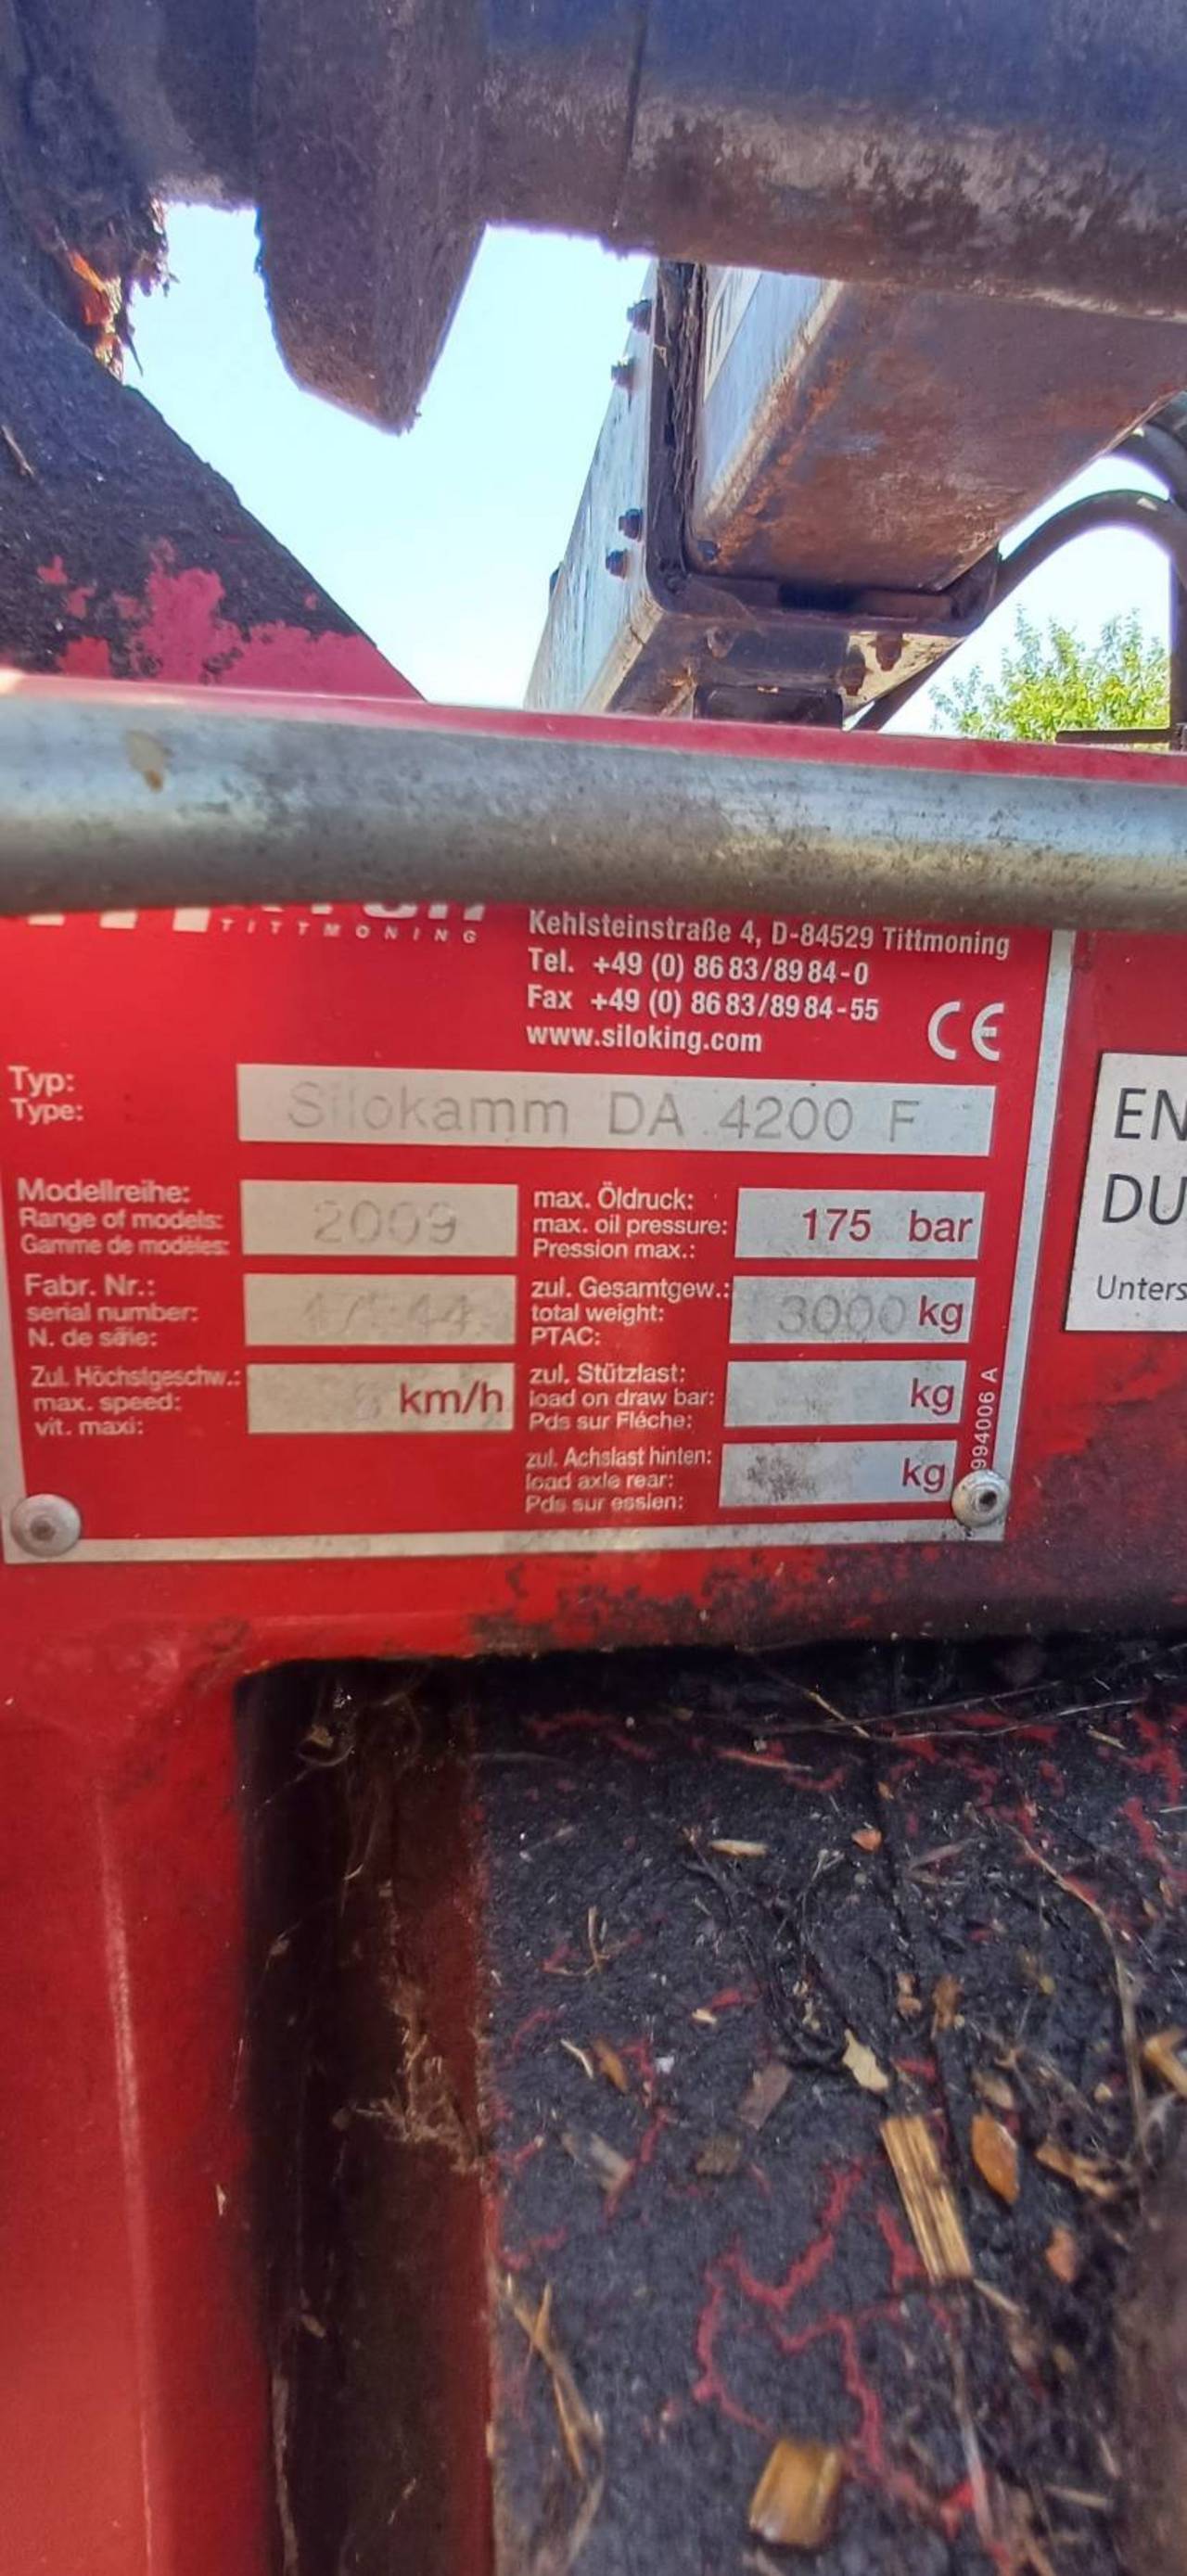 TITTMONING
Kehlsteinstraße 4, D-84529 Tittmoning
Tel. +49 (0) 86 83/89 84-0
Fax +49 (0) 86 83/89 84-55
www.siloking.com
CE
Typ:
Type:
Silokamm DA 4200 F
Modellreihe:
Range of models:
Gamme de modèles:
2009
max. Öldruck:
max. oil pressure:
Pression max.:
175 bar
Fabr. Nr.:
serial number:
N. de série:
zul. Gesamtgew.:
total weight:
PTAC:
3000 kg
Zul. Höchstgeschw.:
max. speed:
vit. maxi:
km/h
zul. Stützlast:
load on draw bar:
Pds sur Fléche:
kg
zul. Achslast hinten:
load axle rear:
Pds sur essien:
kg
994006 A
EN
DU
Unters